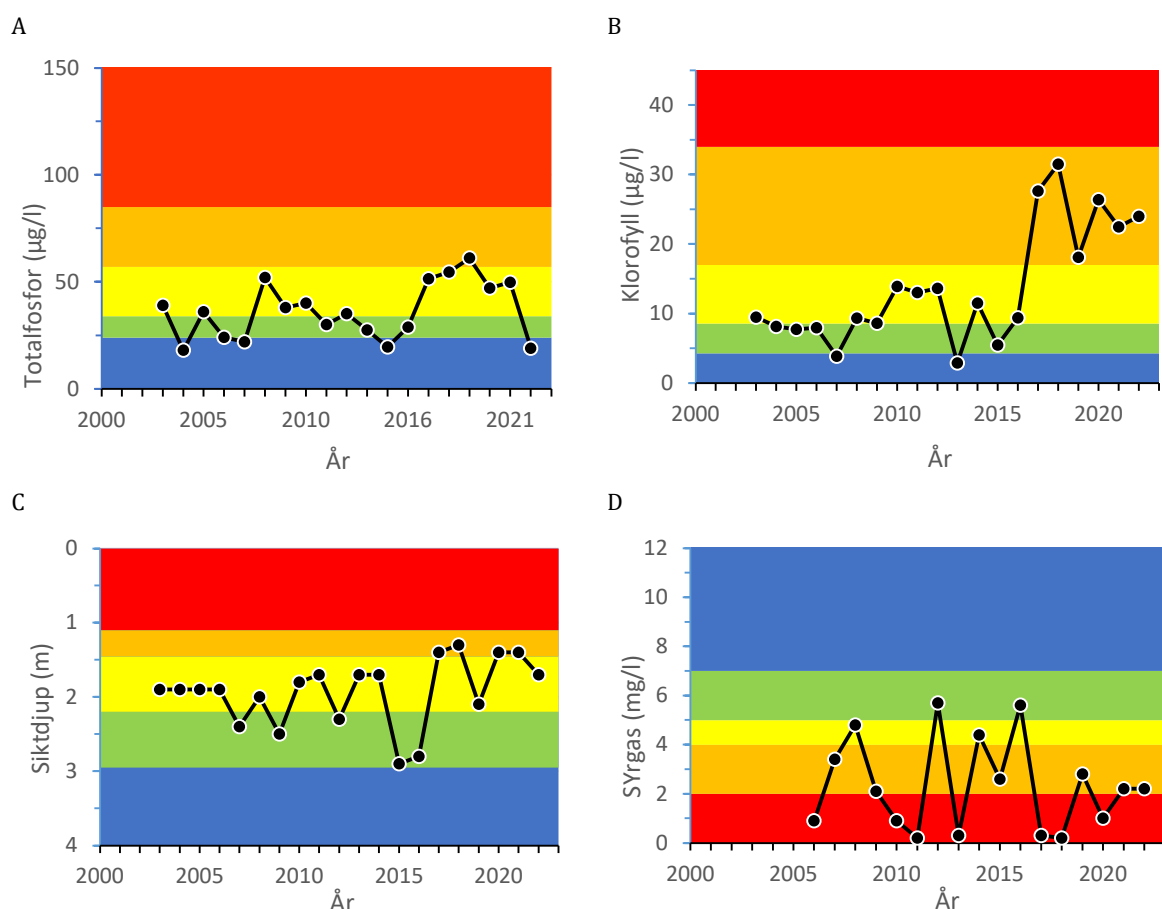 A
150
100
50
0
Totalfosfor (µg/l)
2000 2005 2010 2016 2021
År
B
40
30
20
10
0
Klorofyll (µg/l)
2000 2005 2010 2015 2020
År
C
0
1
2
3
4
Siktdjup (m)
2000 2005 2010 2015 2020
År
D
12
10
8
6
4
2
0
SYrgas (mg/l)
2000 2005 2010 2015 2020
År